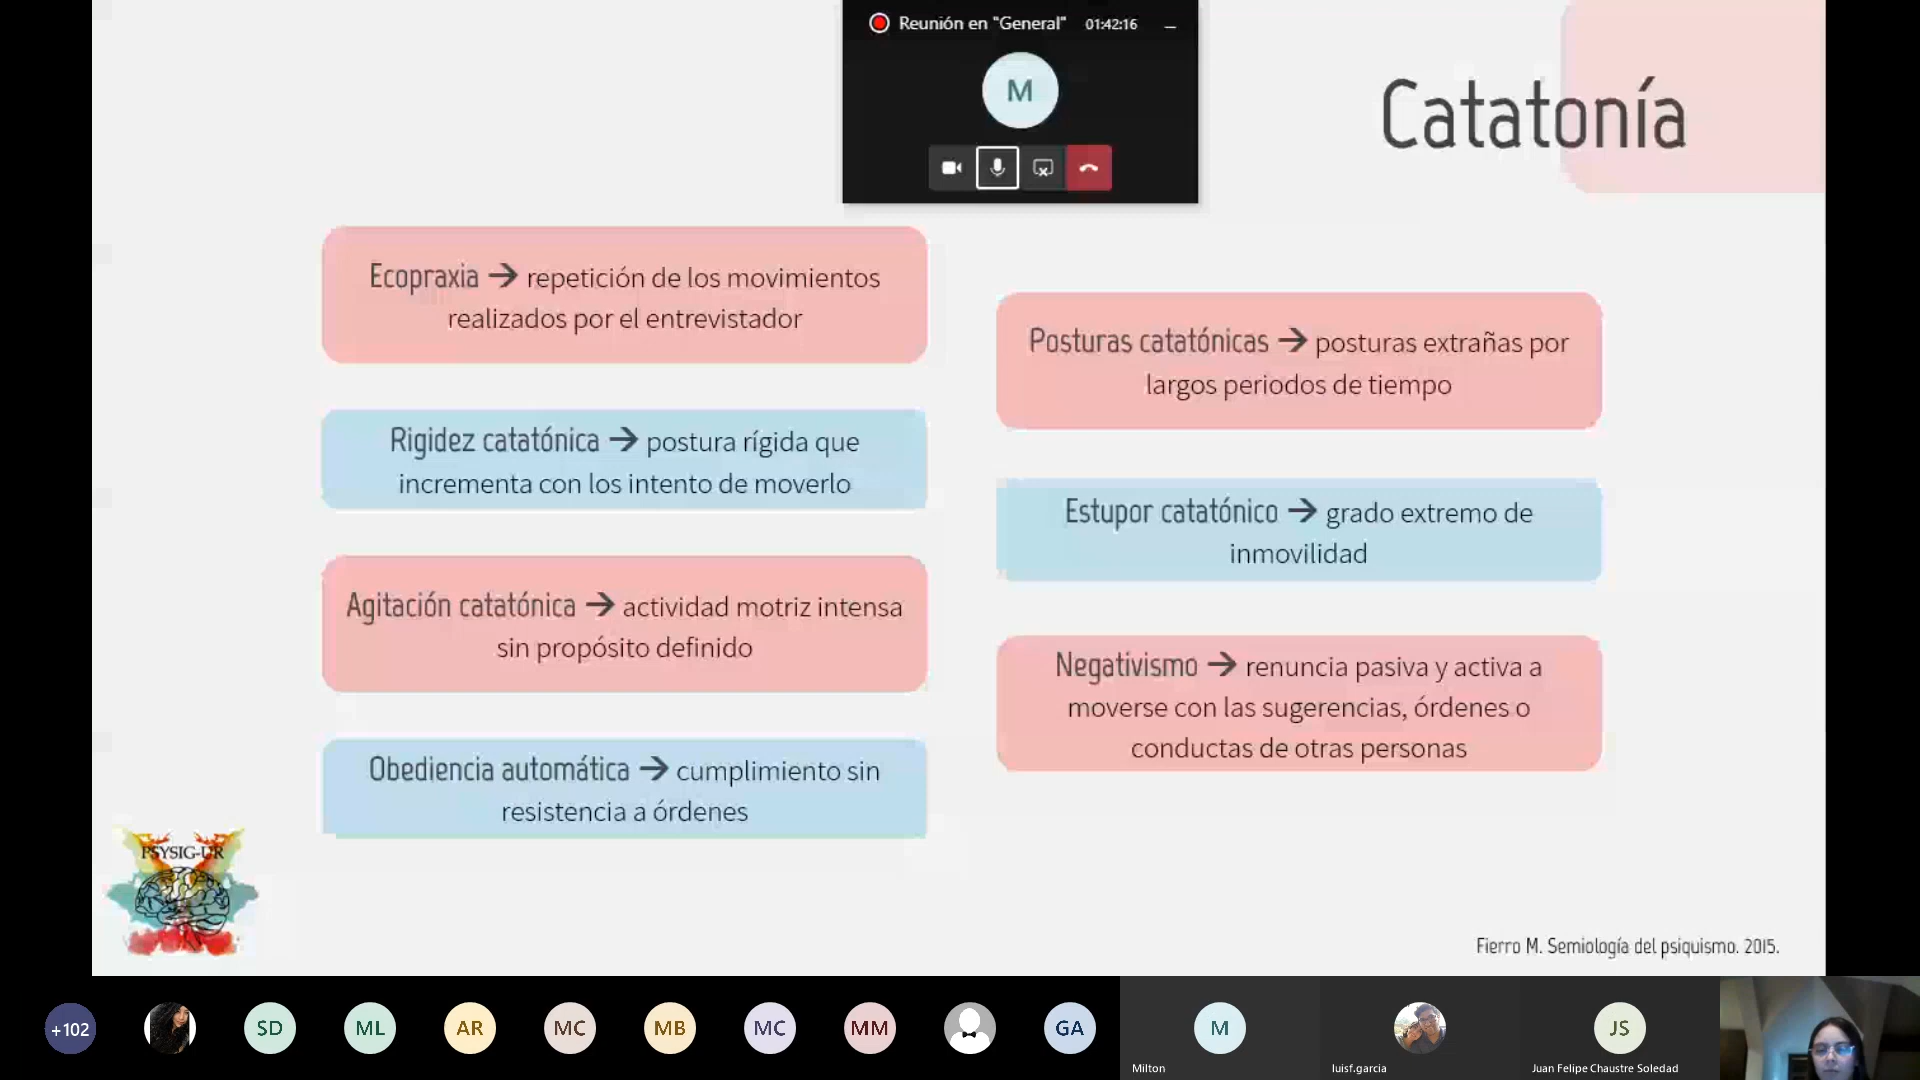 Reunión en "General" 01:42:16
M
Catatonía
Ecopraxia → repetición de los movimientos
realizados por el entrevistador
Rigidez catatónica → postura rígida que
incrementa con los intento de moverlo
Agitación catatónica → actividad motriz intensa
sin propósito definido
Obediencia automática → cumplimiento sin
resistencia a órdenes
Posturas catatónicas → posturas extrañas por
largos periodos de tiempo
Estupor catatónico → grado extremo de
inmovilidad
Negativismo → renuncia pasiva y activa a
moverse con las sugerencias, órdenes o
conductas de otras personas
PSYSIG-UR
Fierro M. Semiología del psiquismo. 2015.
+102 SD ML AR MC MB MC MM GA M JS
Milton luisf.garcia Juan Felipe Chaustre Soledad